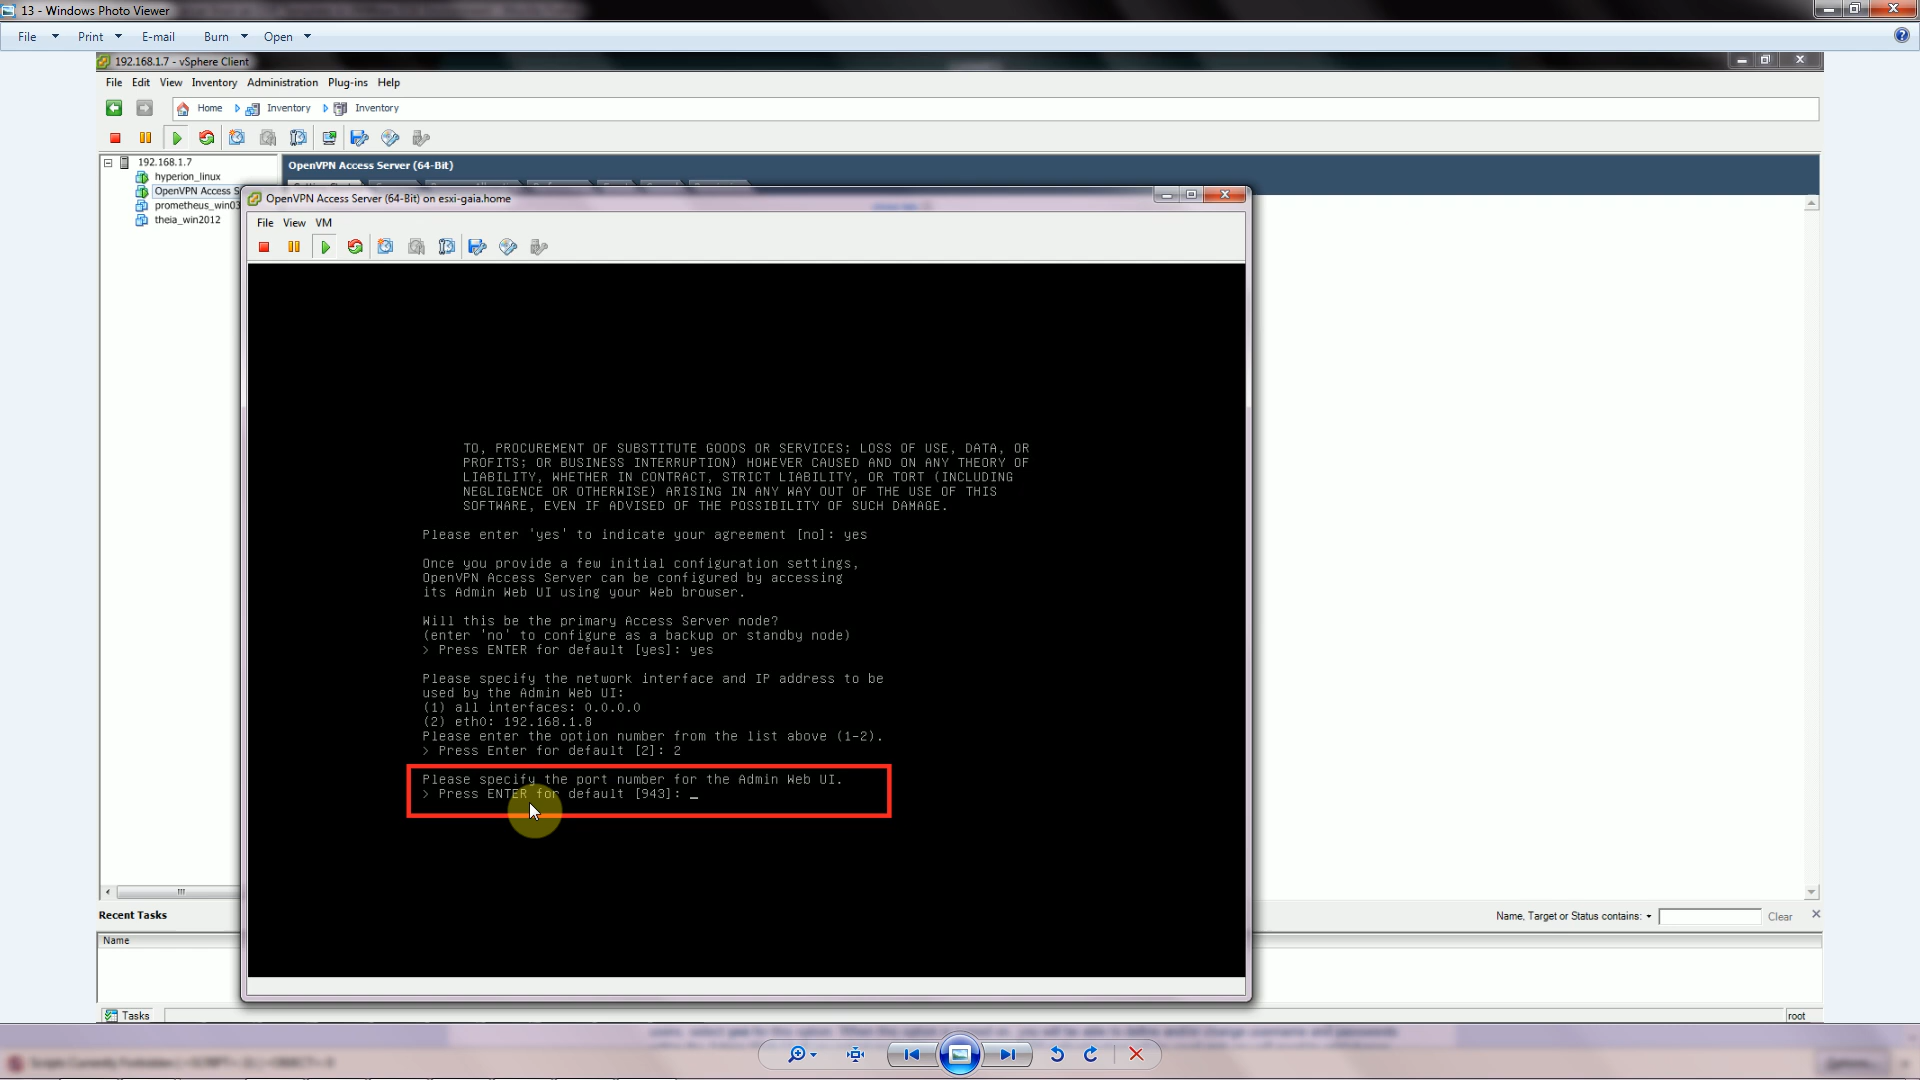 13 - Windows Photo Viewer
File Print E-mail Burn Open
192.168.1.7 - vSphere Client
File Edit View Inventory Administration Plug-ins Help
Home Inventory Inventory
192.168.1.7
hyperion_linux
OpenVPN Access S
prometheus_win03
theia_win2012
OpenVPN Access Server (64-Bit)
OpenVPN Access Server (64-Bit) on esxi-gaia.home
File View VM
TO, PROCUREMENT OF SUBSTITUTE GOODS OR SERVICES; LOSS OF USE, DATA, OR
PROFITS; OR BUSINESS INTERRUPTION) HOWEVER CAUSED AND ON ANY THEORY OF
LIABILITY, WHETHER IN CONTRACT, STRICT LIABILITY, OR TORT (INCLUDING
NEGLIGENCE OR OTHERWISE) ARISING IN ANY WAY OUT OF THE USE OF THIS
SOFTWARE, EVEN IF ADVISED OF THE POSSIBILITY OF SUCH DAMAGE.
Please enter 'yes' to indicate your agreement [no]: yes
Once you provide a few initial configuration settings,
OpenVPN Access Server can be configured by accessing
its Admin Web UI using your Web browser.
Will this be the primary Access Server node?
(enter 'no' to configure as a backup or standby node)
> Press ENTER for default [yes]: yes
Please specify the network interface and IP address to be
used by the Admin Web UI:
(1) all interfaces: 0.0.0.0
(2) eth0: 192.168.1.8
Please enter the option number from the list above (1-2).
> Press Enter for default [2]: 2
Please specify the port number for the Admin Web UI.
> Press ENTER for default [943]: _
Recent Tasks
Name, Target or Status contains: Clear
Name
Tasks
root